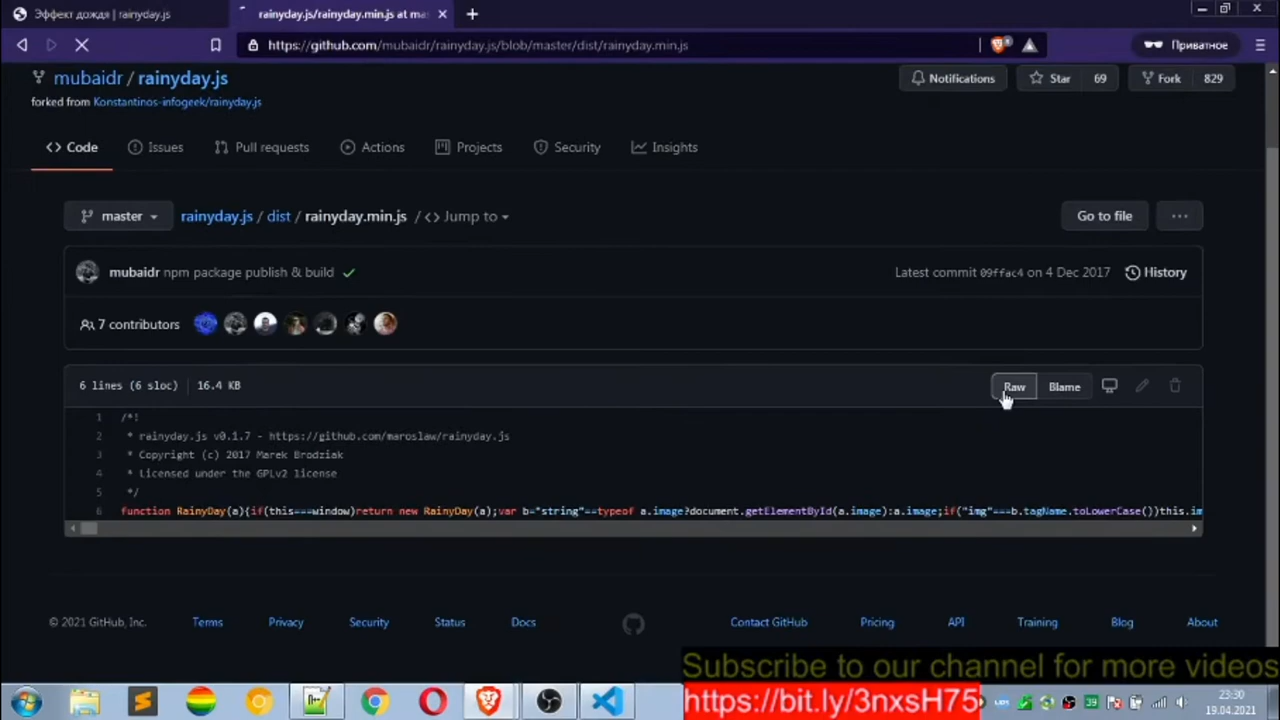 Эффект дождя | rainyday.js
rainyday.js/rainyday.min.js at ma
https://github.com/mubaidr/rainyday.js/blob/master/dist/rainyday.min.js
Приватное
mubaidr / rainyday.js
Notifications
Star 69
Fork 829
forked from Konstantinos-infogeek/rainyday.js
Code
Issues
Pull requests
Actions
Projects
Security
Insights
master
rainyday.js / dist / rainyday.min.js / <> Jump to
Go to file
mubaidr npm package publish & build
Latest commit 09ffac4 on 4 Dec 2017
History
7 contributors
6 lines (6 sloc) 16.4 KB
Raw
Blame
1 /*!
2 * rainyday.js v0.1.7 - https://github.com/maroslaw/rainyday.js
3 * Copyright (c) 2017 Marek Brodziak
4 * Licensed under the GPLv2 license
5 */
6 function RainyDay(a){if(this===window)return new RainyDay(a);var b="string"==typeof a.image?document.getElementById(a.image):a.image;if("img"===b.tagName.toLowerCase())this.im
© 2021 GitHub, Inc.
Terms
Privacy
Security
Status
Docs
Contact GitHub
Pricing
API
Training
Blog
About
Subscribe to our channel for more videos
https://bit.ly/3nxsH75
39
23:30
19.04.2021